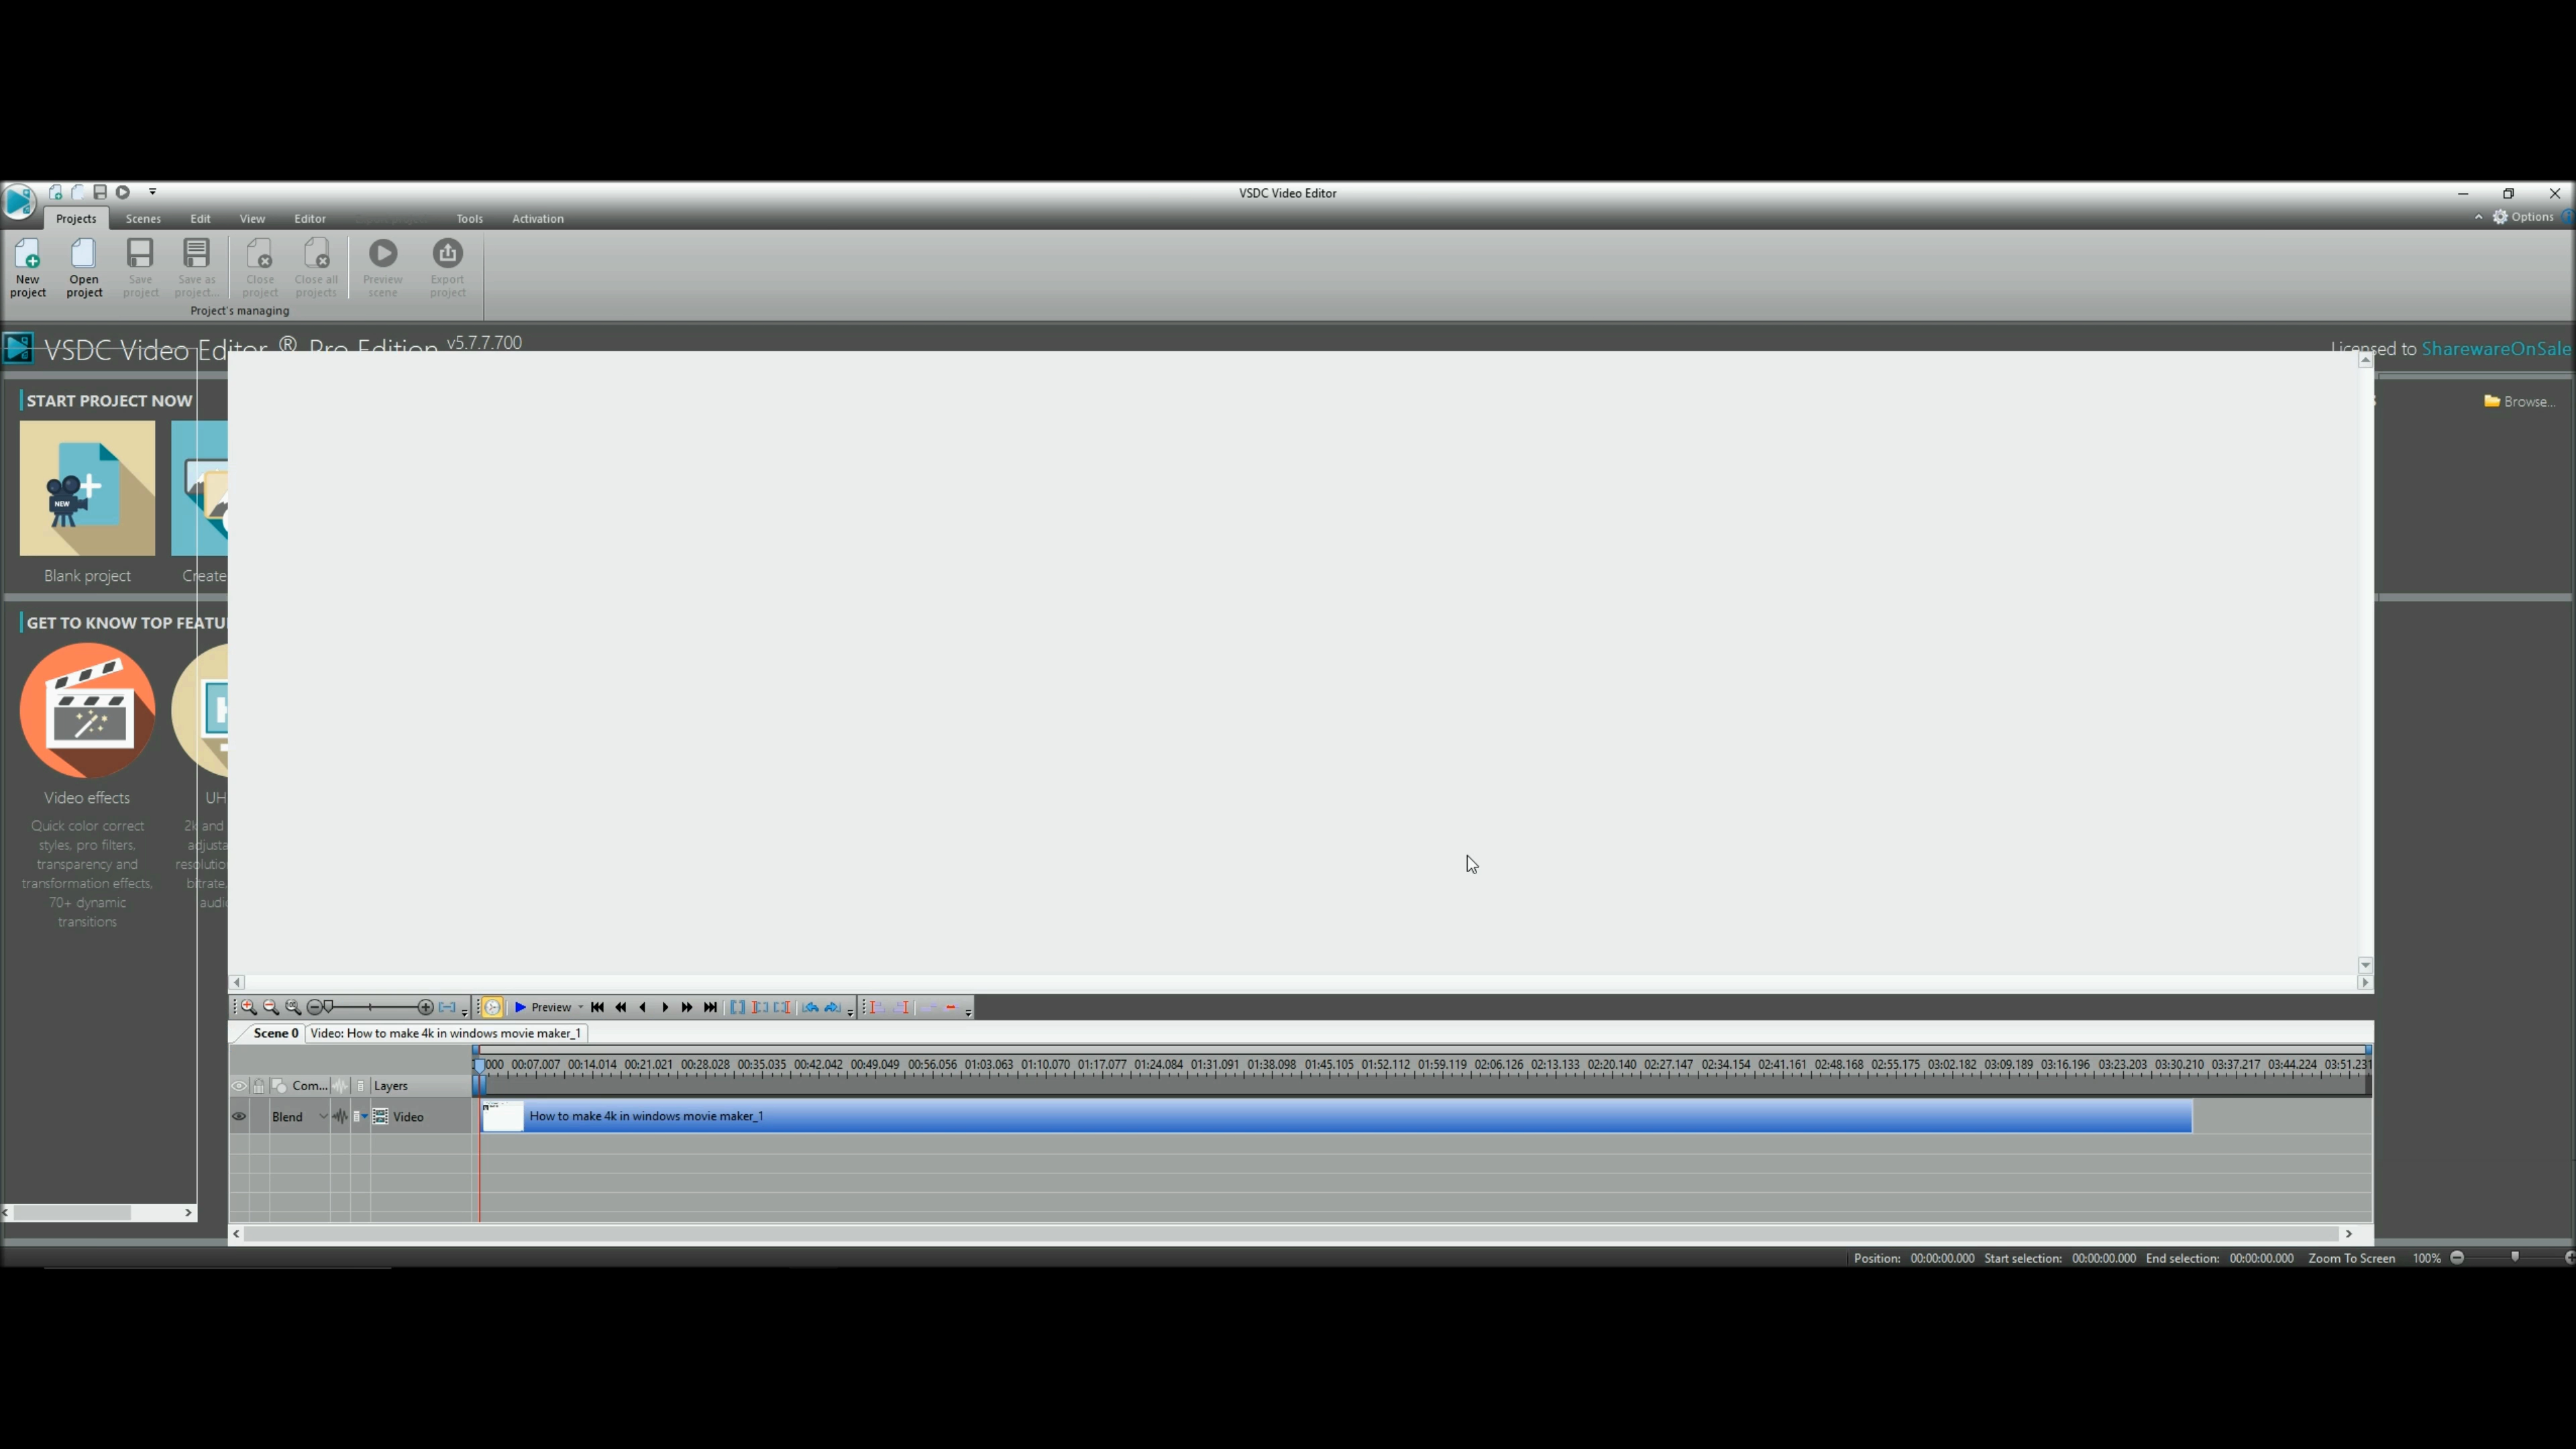 VSDC Video Editor
Projects Scenes Edit View Editor Tools Activation
Options
New project
Open project
Save project
Save as project...
Close project
Close all projects
Preview scene
Export project
Project's managing
VSDC Video Editor ® Pro Edition v5.7.7.700
Licensed to SharewareOnSale
START PROJECT NOW
Browse...
NEW
Blank project
Create
GET TO KNOW TOP FEATU
Video effects
UH
Quick color correct
styles, pro filters,
transparency and
transformation effects,
70+ dynamic
transitions
2k and
adjusta
resolutio
bitrate,
audi
Preview
Scene 0 Video: How to make 4k in windows movie maker_1
000 00:07.007 00:14.014 00:21.021 00:28.028 00:35.035 00:42.042 00:49.049 00:56.056 01:03.063 01:10.070 01:17.077 01:24.084 01:31.091 01:38.098 01:45.105 01:52.112 01:59.119 02:06.126 02:13.133 02:20.140 02:27.147 02:34.154 02:41.161 02:48.168 02:55.175 03:02.182 03:09.189 03:16.196 03:23.203 03:30.210 03:37.217 03:44.224 03:51.231
Com... Layers
Blend Video How to make 4k in windows movie maker_1
Position: 00:00:00.000 Start selection: 00:00:00.000 End selection: 00:00:00.000 Zoom To Screen 100%